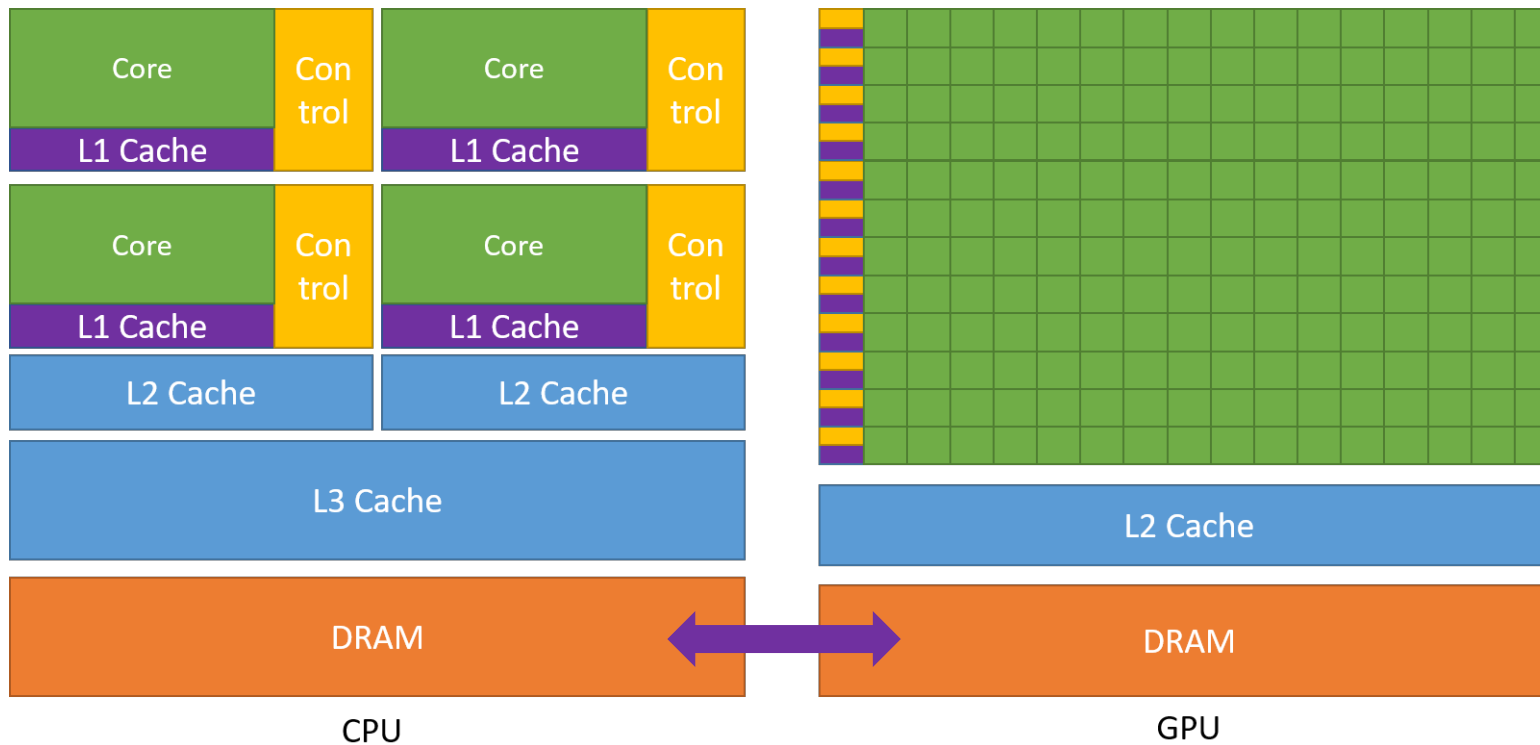 Core
Con
trol
Core
Con
trol
L1 Cache
L1 Cache
Core
Con
trol
Core
Con
trol
L1 Cache
L1 Cache
L2 Cache
L2 Cache
L3 Cache
L2 Cache
DRAM
DRAM
CPU
GPU